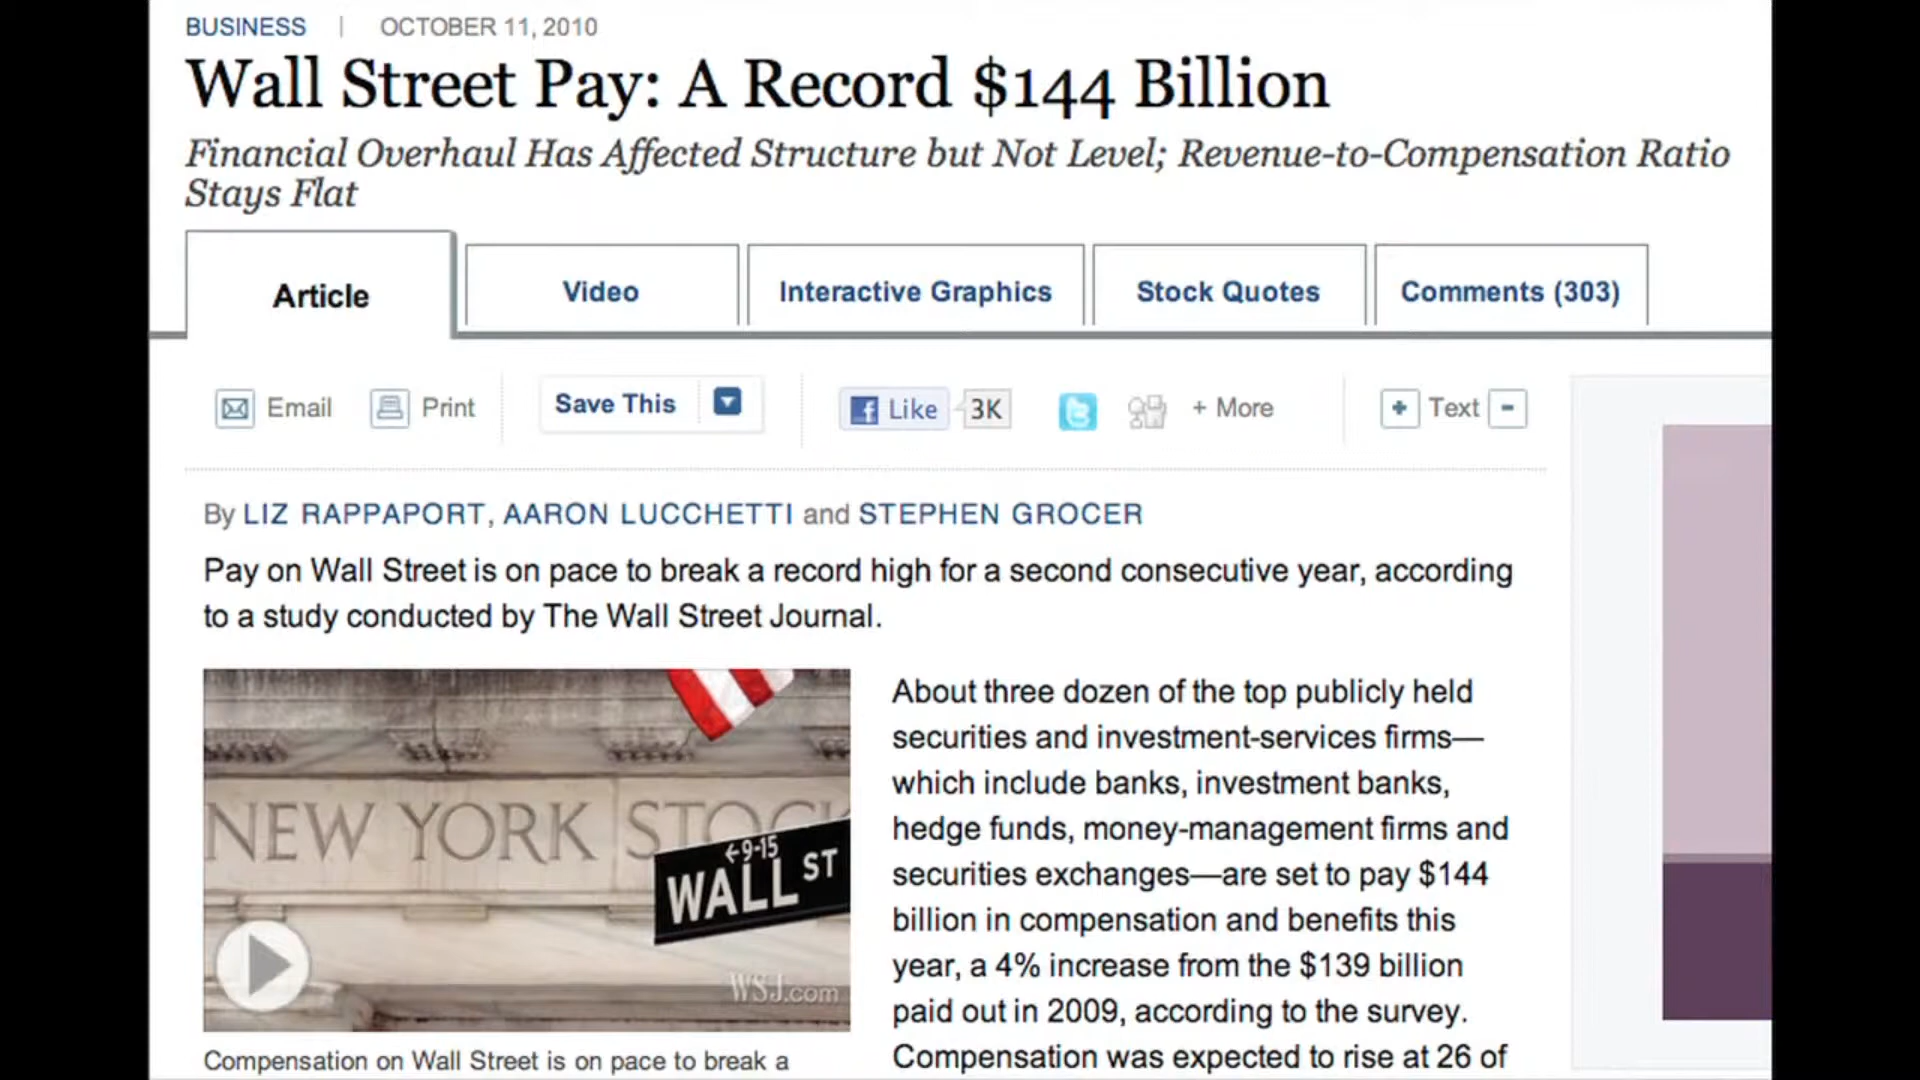 BUSINESS | OCTOBER 11, 2010
Wall Street Pay: A Record $144 Billion
Financial Overhaul Has Affected Structure but Not Level; Revenue-to-Compensation Ratio
Stays Flat
Article
Video
Interactive Graphics
Stock Quotes
Comments (303)
Email
Print
Save This
Like
3K
+ More
+ Text -
By LIZ RAPPAPORT, AARON LUCCHETTI and STEPHEN GROCER
Pay on Wall Street is on pace to break a record high for a second consecutive year, according
to a study conducted by The Wall Street Journal.
NEW YORK STOCK
←9-15
WALL ST
WSJ.com
Compensation on Wall Street is on pace to break a
About three dozen of the top publicly held
securities and investment-services firms—
which include banks, investment banks,
hedge funds, money-management firms and
securities exchanges—are set to pay $144
billion in compensation and benefits this
year, a 4% increase from the $139 billion
paid out in 2009, according to the survey.
Compensation was expected to rise at 26 of